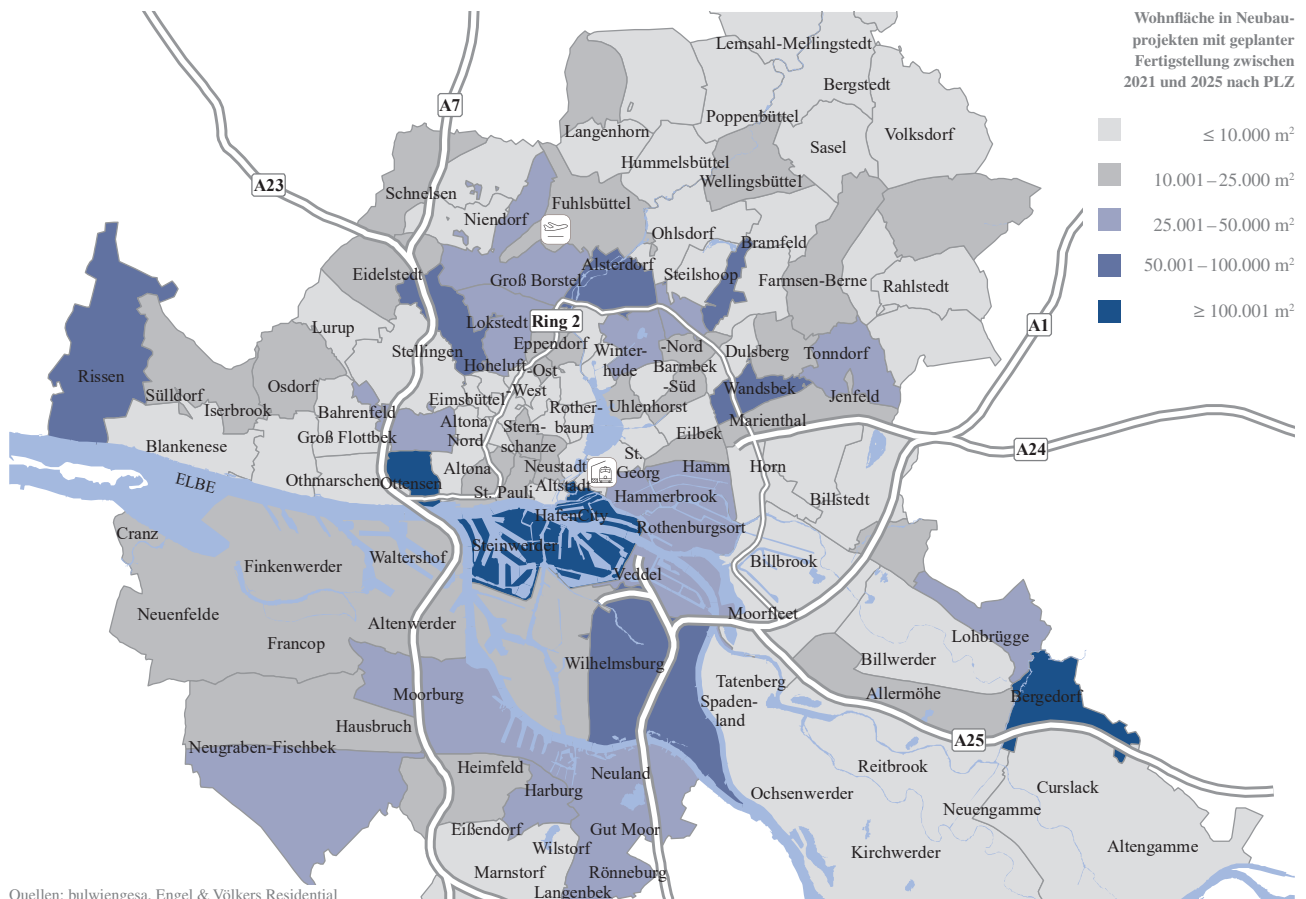 Wohnfläche in Neubau-
projekten mit geplanter
Fertigstellung zwischen
2021 und 2025 nach PLZ
≤ 10.000 m²
10.001 – 25.000 m²
25.001 – 50.000 m²
50.001 – 100.000 m²
≥ 100.001 m²
Lemsahl-Mellingstedt
Bergstedt
A7
Poppenbüttel
Langenhorn
Volksdorf
Sasel
Hummelsbüttel
A23
Wellingsbüttel
Schnelsen
Fuhlsbüttel
Niendorf
Ohlsdorf
Bramfeld
Eidelstedt
Alsterdorf
Steilshoop
Groß Borstel
Farmsen-Berne
Rahlstedt
Lurup
Lokstedt
Ring 2
A1
Stellingen
Eppendorf
Winter-
hude
-Nord
Barmbek
-Süd
Dulsberg
Tonndorf
Hoheluft
-Ost
-West
Rissen
Osdorf
Sülldorf
Iserbrook
Bahrenfeld
Eimsbüttel
Rother-
baum
Uhlenhorst
Wandsbek
Jenfeld
Marienthal
Blankenese
Groß Flottbek
Altona
Nord
Stern-
schanze
Eilbek
A24
St.
Georg
Othmarschen
Ottensen
Altona
Neustadt
Hamm
Horn
ELBE
St. Pauli
Altstadt
Hammerbrook
Billstedt
HafenCity
Rothenburgsort
Cranz
Steinwerder
Waltershof
Finkenwerder
Veddel
Billbrook
Neuenfelde
Altenwerder
Moorfleet
Francop
Lohbrügge
Wilhelmsburg
Billwerder
Moorburg
Tatenberg
Spaden-
land
Allermöhe
Bergedorf
Hausbruch
Neugraben-Fischbek
A25
Heimfeld
Neuland
Reitbrook
Harburg
Ochsenwerder
Curslack
Neuengamme
Eißendorf
Gut Moor
Wilstorf
Kirchwerder
Altengamme
Marnstorf
Rönneburg
Langenbek
Quellen: bulwiengesa, Engel & Völkers Residential